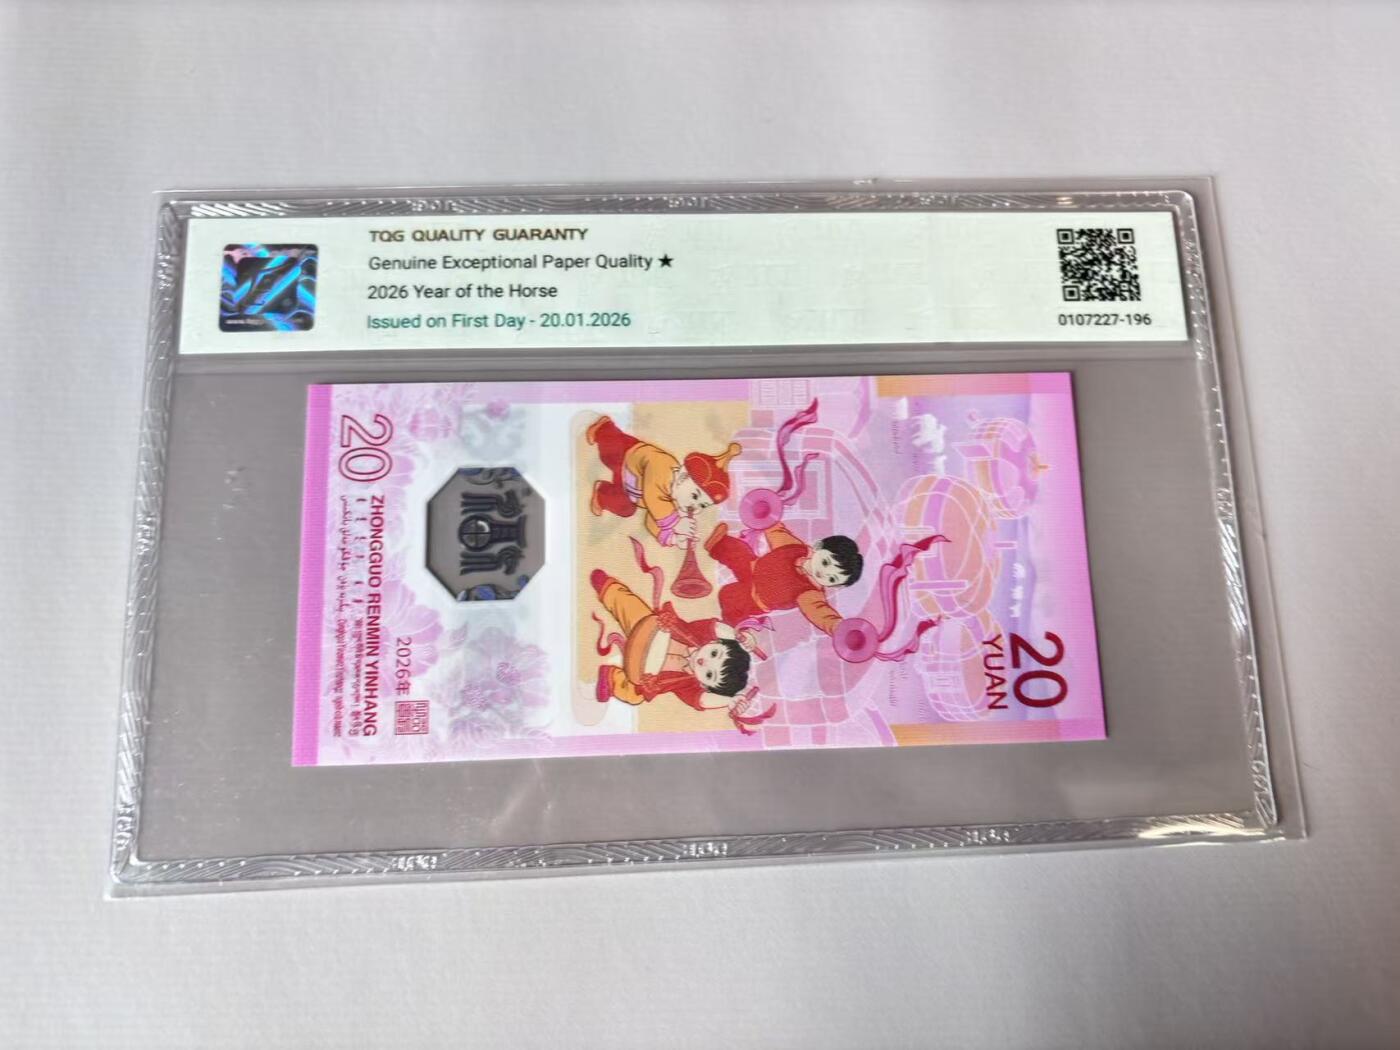 TQG QUALITY GUARANTY
Genuine Exceptional Paper Quality ★
2026 Year of the Horse
Issued on First Day - 20.01.2026
0107227-196
20
ZHONGGUO RENMIN YINHANG
2026年
20
YUAN